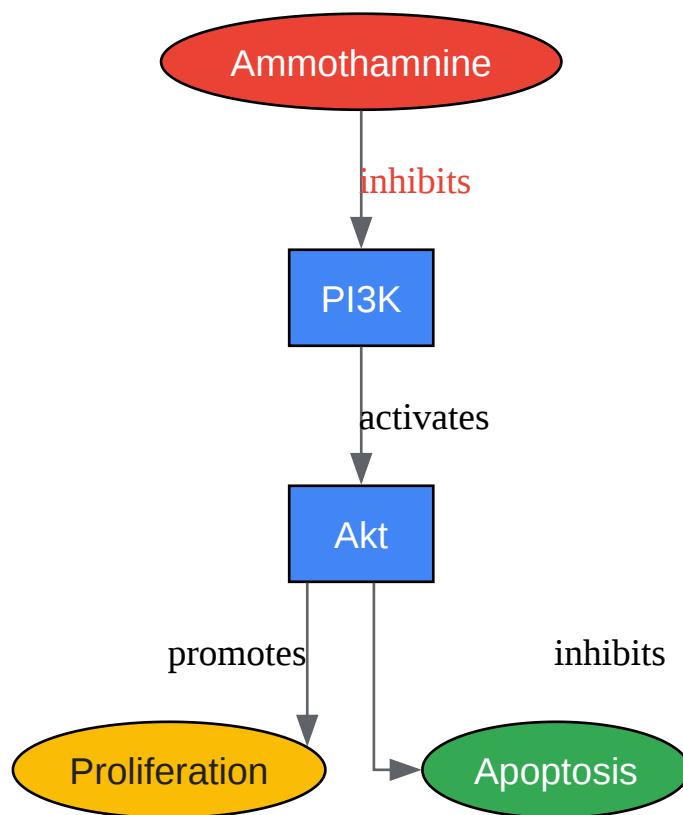 Ammothamnine
inhibits
PI3K
activates
Akt
promotes
inhibits
Proliferation
Apoptosis